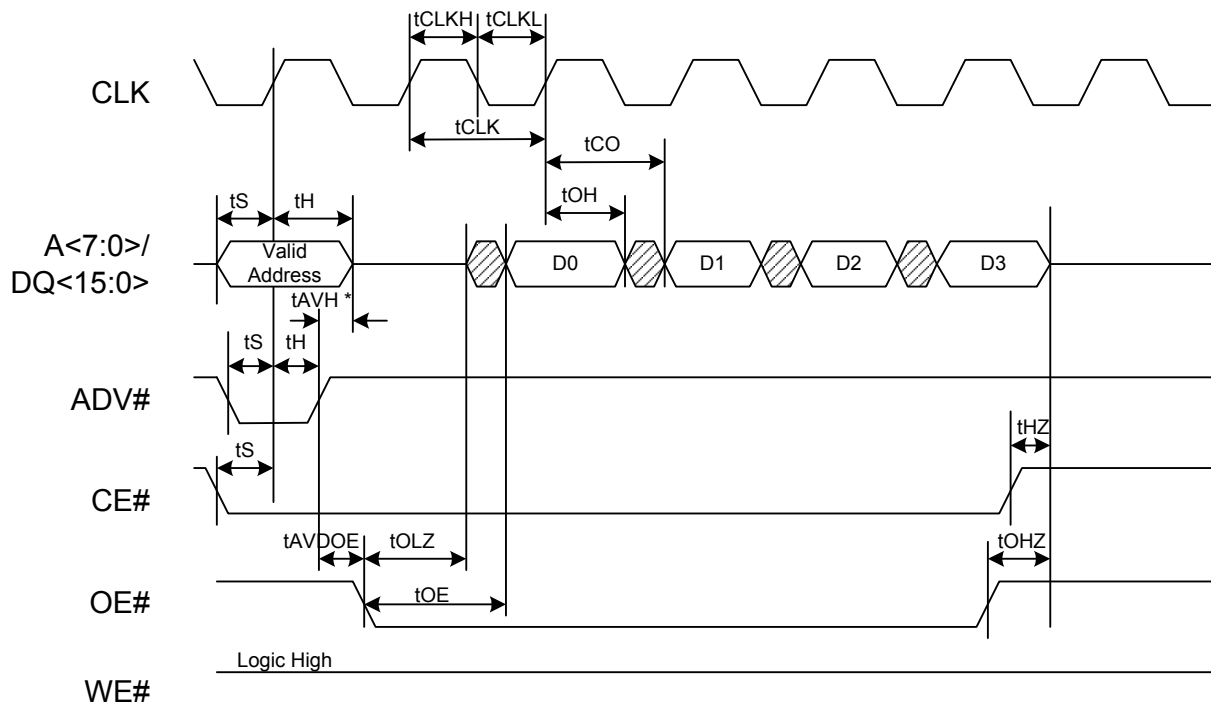 tCLKH
tCLKL
CLK
tCLK
tCO
tOH
tS
tH
A<7:0>/
DQ<15:0>
Valid
Address
D0
D1
D2
D3
tAVH *
tS
tH
ADV#
tHZ
tS
CE#
tAVDOE
tOLZ
tOHZ
OE#
tOE
Logic High
WE#